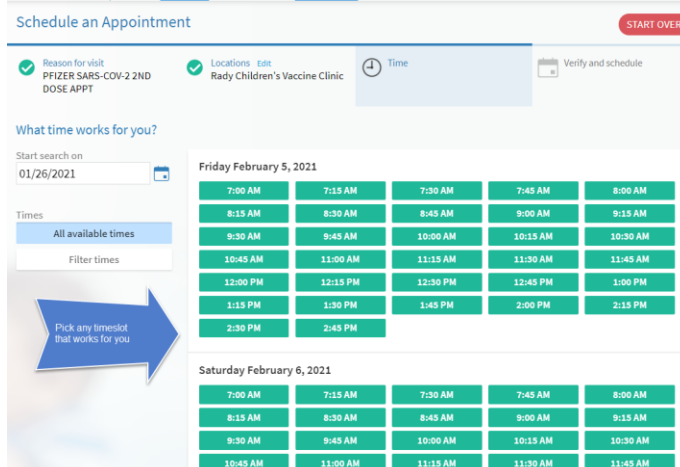 Schedule an Appointment
START OVER
Reason for visit
PFIZER SARS-COV-2 2ND
DOSE APPT
Locations Edit
Rady Children's Vaccine Clinic
Time
Verify and schedule
What time works for you?
Start search on
01/26/2021
Times
All available times
Filter times
Pick any timeslot
that works for you
Friday February 5, 2021
7:00 AM 7:15 AM 7:30 AM 7:45 AM 8:00 AM
8:15 AM 8:30 AM 8:45 AM 9:00 AM 9:15 AM
9:30 AM 9:45 AM 10:00 AM 10:15 AM 10:30 AM
10:45 AM 11:00 AM 11:15 AM 11:30 AM 11:45 AM
12:00 PM 12:15 PM 12:30 PM 12:45 PM 1:00 PM
1:15 PM 1:30 PM 1:45 PM 2:00 PM 2:15 PM
2:30 PM 2:45 PM
Saturday February 6, 2021
7:00 AM 7:15 AM 7:30 AM 7:45 AM 8:00 AM
8:15 AM 8:30 AM 8:45 AM 9:00 AM 9:15 AM
9:30 AM 9:45 AM 10:00 AM 10:15 AM 10:30 AM
10:45 AM 11:00 AM 11:15 AM 11:30 AM 11:45 AM